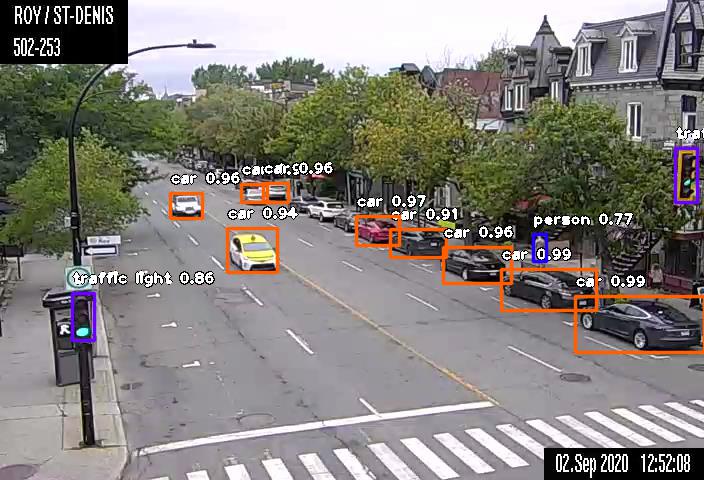 ROY / ST-DENIS
502-253
car 0.96
car 0.96
car 0.94
car 0.97
car 0.91
car 0.96
person 0.77
car 0.99
car 0.99
traffic light 0.86
02.Sep 2020 12:52:08